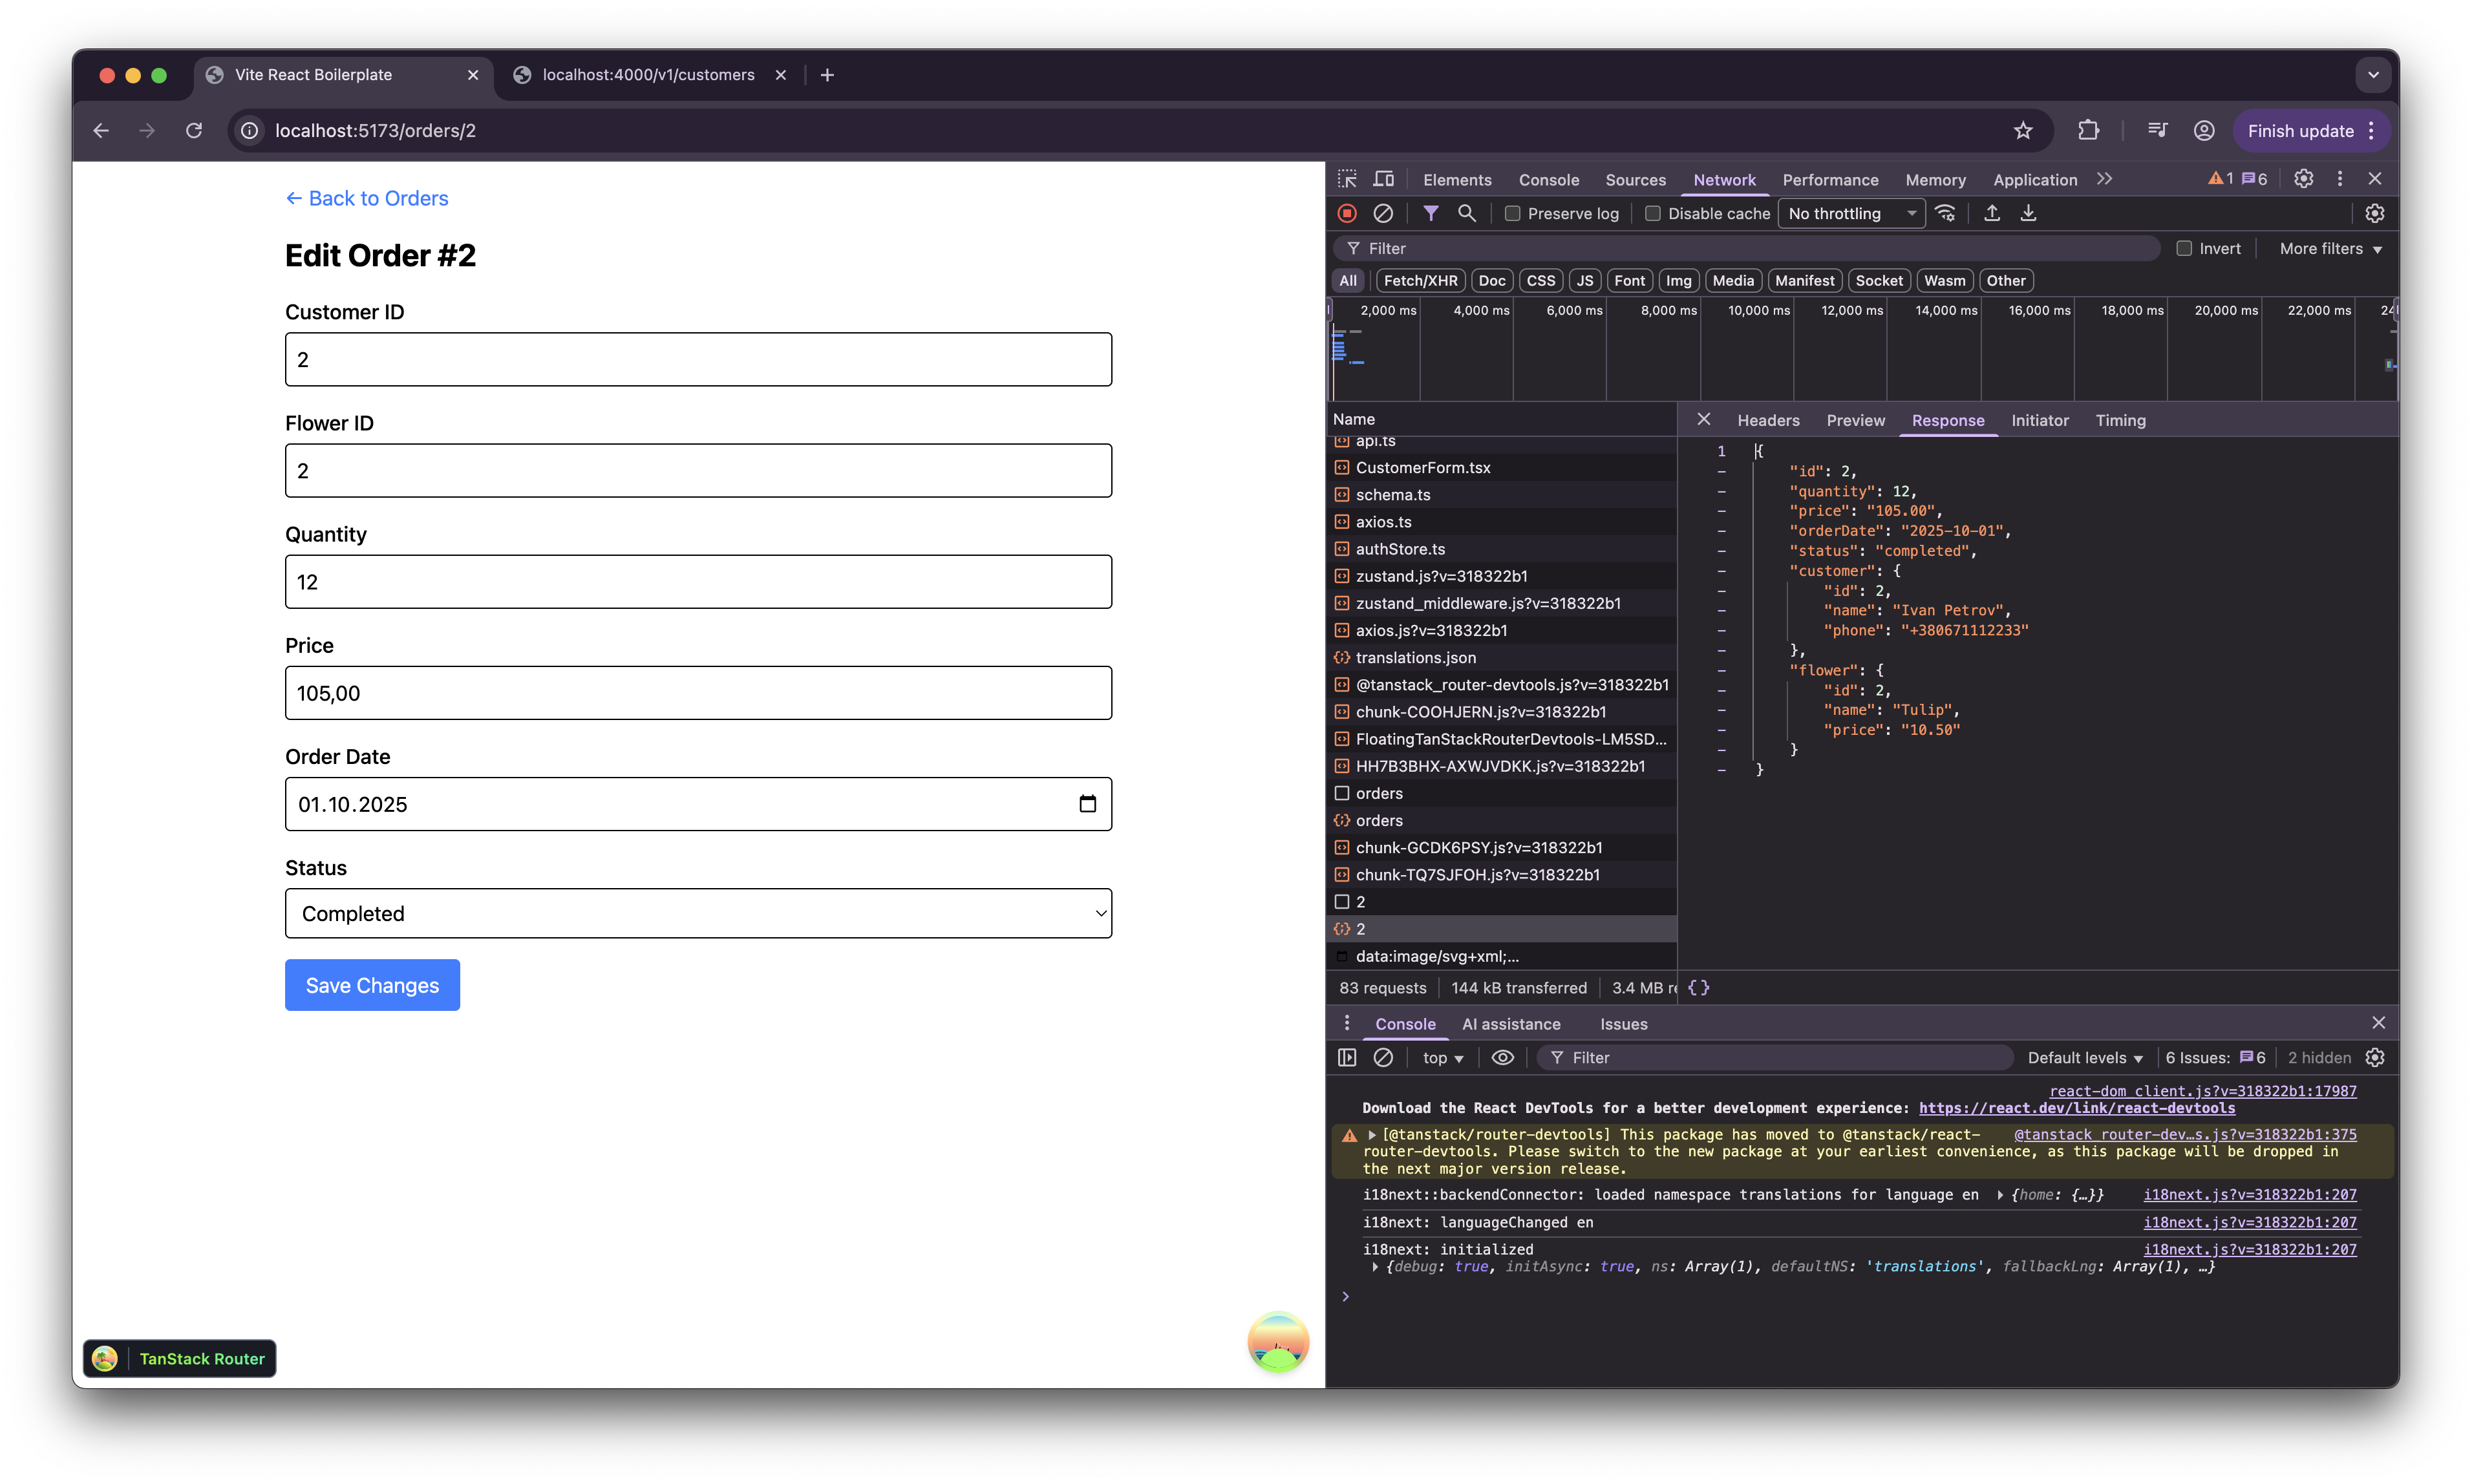 Vite React Boilerplate
localhost:4000/v1/customers
localhost:5173/orders/2
Finish update
← Back to Orders
Edit Order #2
Customer ID
2
Flower ID
2
Quantity
12
Price
105,00
Order Date
01.10.2025
Status
Completed
Save Changes
TanStack Router
Elements Console Sources Network Performance Memory Application 1 6
Preserve log Disable cache No throttling
Filter Invert More filters
All Fetch/XHR Doc CSS JS Font Img Media Manifest Socket Wasm Other
2,000 ms 4,000 ms 6,000 ms 8,000 ms 10,000 ms 12,000 ms 14,000 ms 16,000 ms 18,000 ms 20,000 ms 22,000 ms
Name
api.ts
CustomerForm.tsx
schema.ts
axios.ts
authStore.ts
zustand.js?v=318322b1
zustand_middleware.js?v=318322b1
axios.js?v=318322b1
translations.json
@tanstack_router-devtools.js?v=318322b1
chunk-COOHJERN.js?v=318322b1
FloatingTanStackRouterDevtools-LM5SD...
HH7B3BHX-AXWJVDKK.js?v=318322b1
orders
orders
chunk-GCDK6PSY.js?v=318322b1
chunk-TQ7SJFOH.js?v=318322b1
2
2
data:image/svg+xml;...
83 requests 144 kB transferred 3.4 MB
Headers Preview Response Initiator Timing
1 {
"id": 2,
"quantity": 12,
"price": "105.00",
"orderDate": "2025-10-01",
"status": "completed",
"customer": {
"id": 2,
"name": "Ivan Petrov",
"phone": "+380671112233"
},
"flower": {
"id": 2,
"name": "Tulip",
"price": "10.50"
}
}
{}
Console AI assistance Issues
top Filter Default levels 6 Issues: 6 2 hidden
react-dom_client.js?v=318322b1:17987
Download the React DevTools for a better development experience: https://react.dev/link/react-devtools
[@tanstack/router-devtools] This package has moved to @tanstack/react- @tanstack_router-dev…s.js?v=318322b1:375
router-devtools. Please switch to the new package at your earliest convenience, as this package will be dropped in
the next major version release.
i18next::backendConnector: loaded namespace translations for language en {home: {…}} i18next.js?v=318322b1:207
i18next: languageChanged en i18next.js?v=318322b1:207
i18next: initialized i18next.js?v=318322b1:207
{debug: true, initAsync: true, ns: Array(1), defaultNS: 'translations', fallbackLng: Array(1), …}